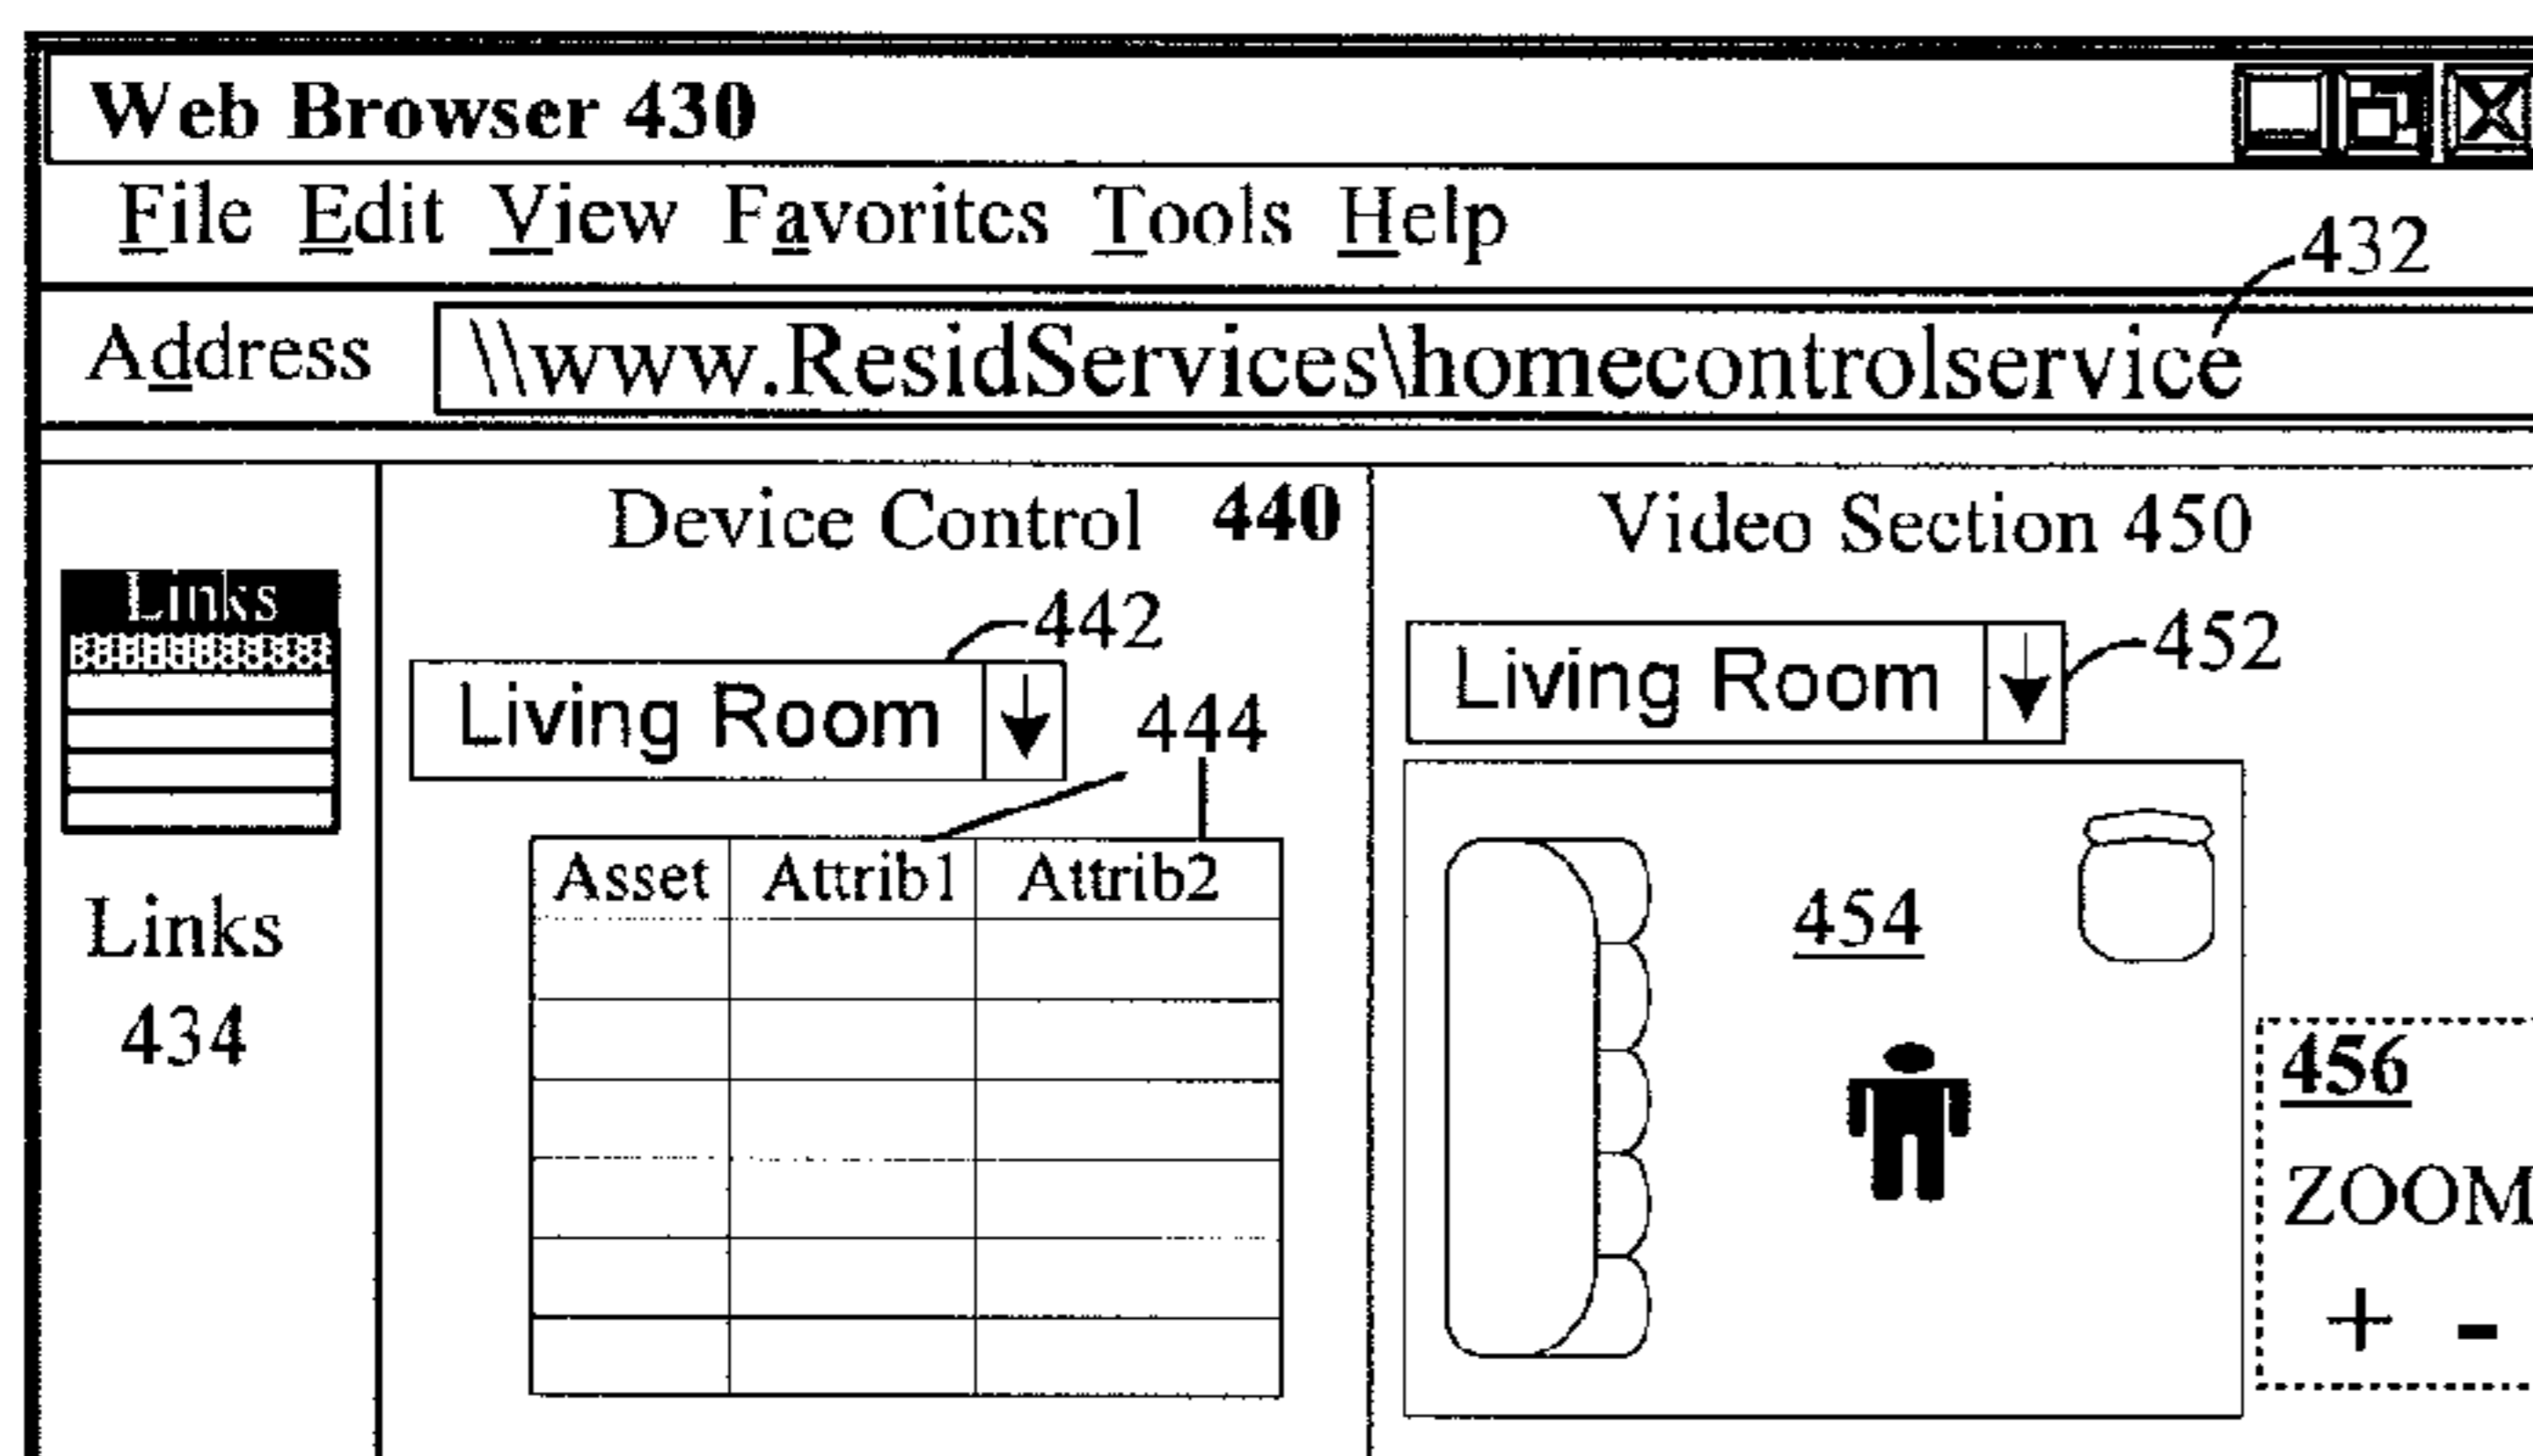 Web Browser 430
File Edit View Favorites Tools Help
432
Address \\www.ResidServices\homecontrolservice
Device Control 440
Video Section 450
Links
442
452
Living Room
Living Room
444
Asset Attrib1 Attrib2
454
Links
434
456
ZOOM
+ -